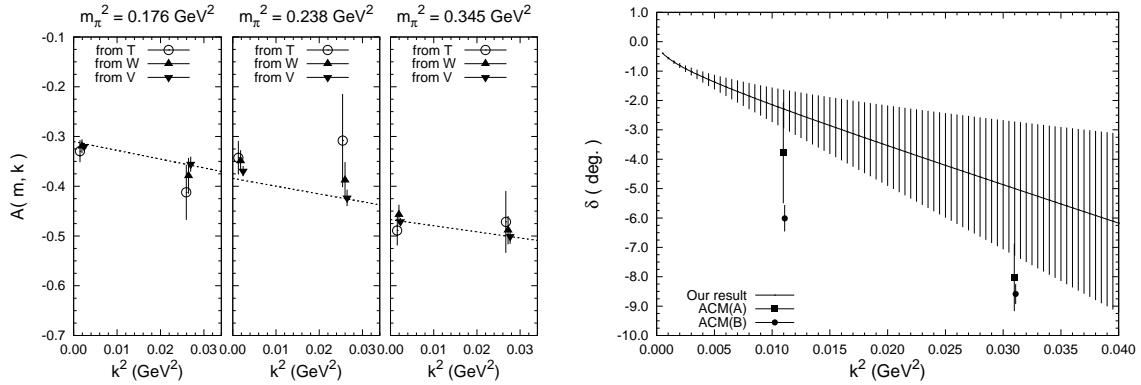 m_π^2 = 0.176 GeV^2 m_π^2 = 0.238 GeV^2 m_π^2 = 0.345 GeV^2
A( m, k)
-0.1
-0.2
-0.3
-0.4
-0.5
-0.6
-0.7
from T
from W
from V
from T
from W
from V
from T
from W
from V
0.00 0.01 0.02 0.03 0.00 0.01 0.02 0.03 0.00 0.01 0.02 0.03
k^2 (GeV^2) k^2 (GeV^2) k^2 (GeV^2)
δ ( deg. )
1.0
0.0
-1.0
-2.0
-3.0
-4.0
-5.0
-6.0
-7.0
-8.0
-9.0
-10.0
Our result
ACM(A)
ACM(B)
0.000 0.005 0.010 0.015 0.020 0.025 0.030 0.035 0.040
k^2 (GeV^2)